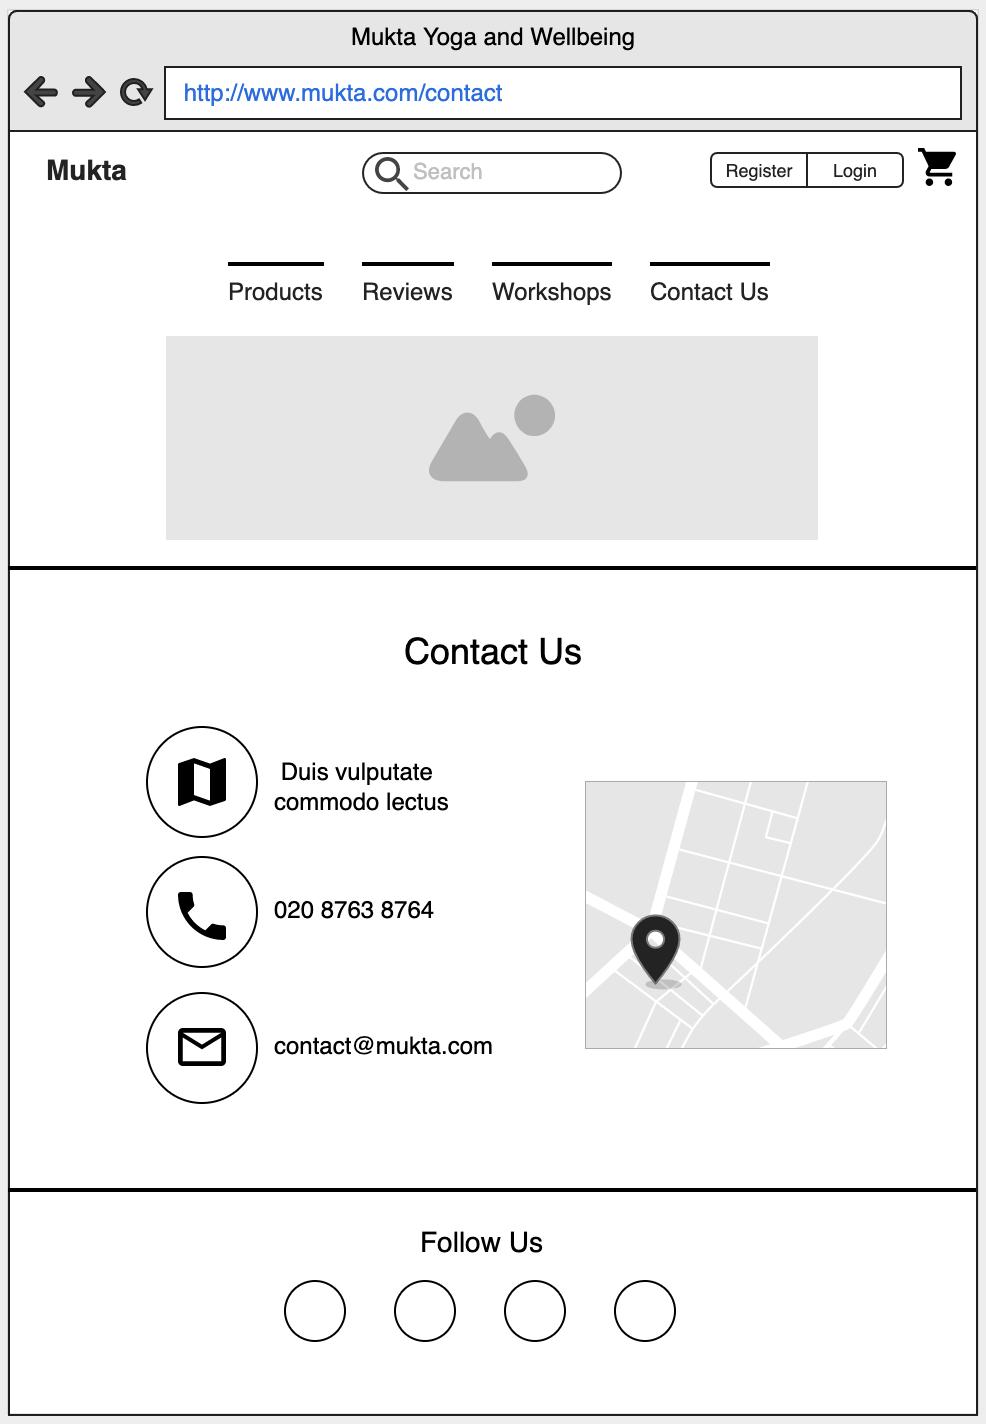 Mukta Yoga and Wellbeing
http://www.mukta.com/contact
Mukta
Search
Register
Login
Products
Reviews
Workshops
Contact Us
Contact Us
Duis vulputate
commodo lectus
020 8763 8764
contact@mukta.com
Follow Us